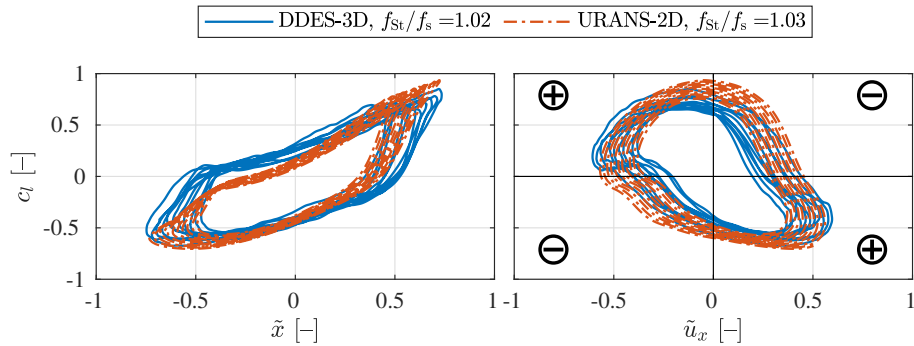 DDES-3D, f_St/f_s =1.02 URANS-2D, f_St/f_s =1.03
1
0.5
0
-0.5
-1
c_l [–]
-1 -0.5 0 0.5 1
x̃ [–]
+ −
− +
-1 -0.5 0 0.5 1
ũ_x [–]